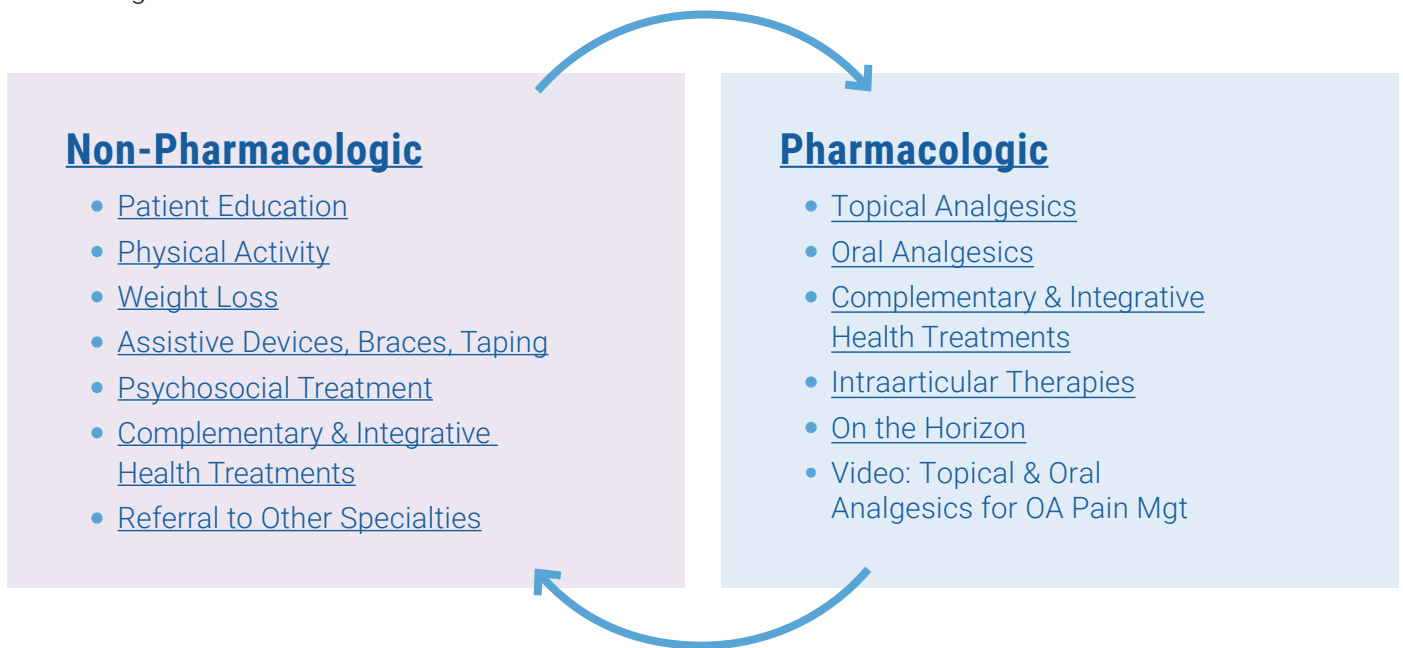 Non-Pharmacologic
• Patient Education
• Physical Activity
• Weight Loss
• Assistive Devices, Braces, Taping
• Psychosocial Treatment
• Complementary & Integrative
Health Treatments
• Referral to Other Specialties
Pharmacologic
• Topical Analgesics
• Oral Analgesics
• Complementary & Integrative
Health Treatments
• Intraarticular Therapies
• On the Horizon
• Video: Topical & Oral
Analgesics for OA Pain Mgt